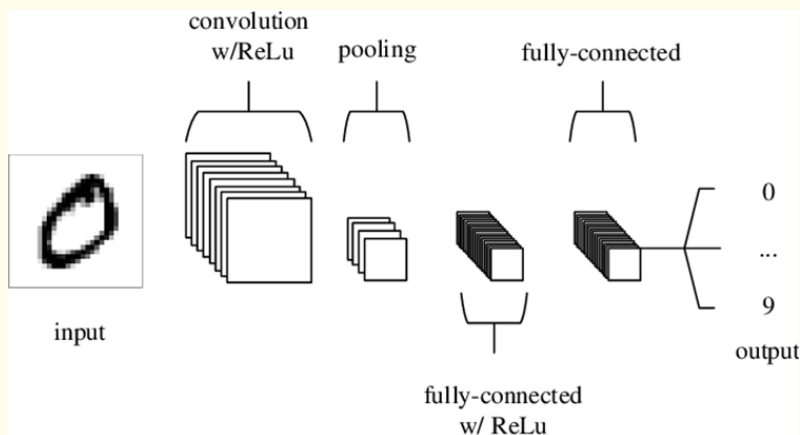 convolution
w/ReLu
pooling
fully-connected
input
0
...
9
output
fully-connected
w/ ReLu